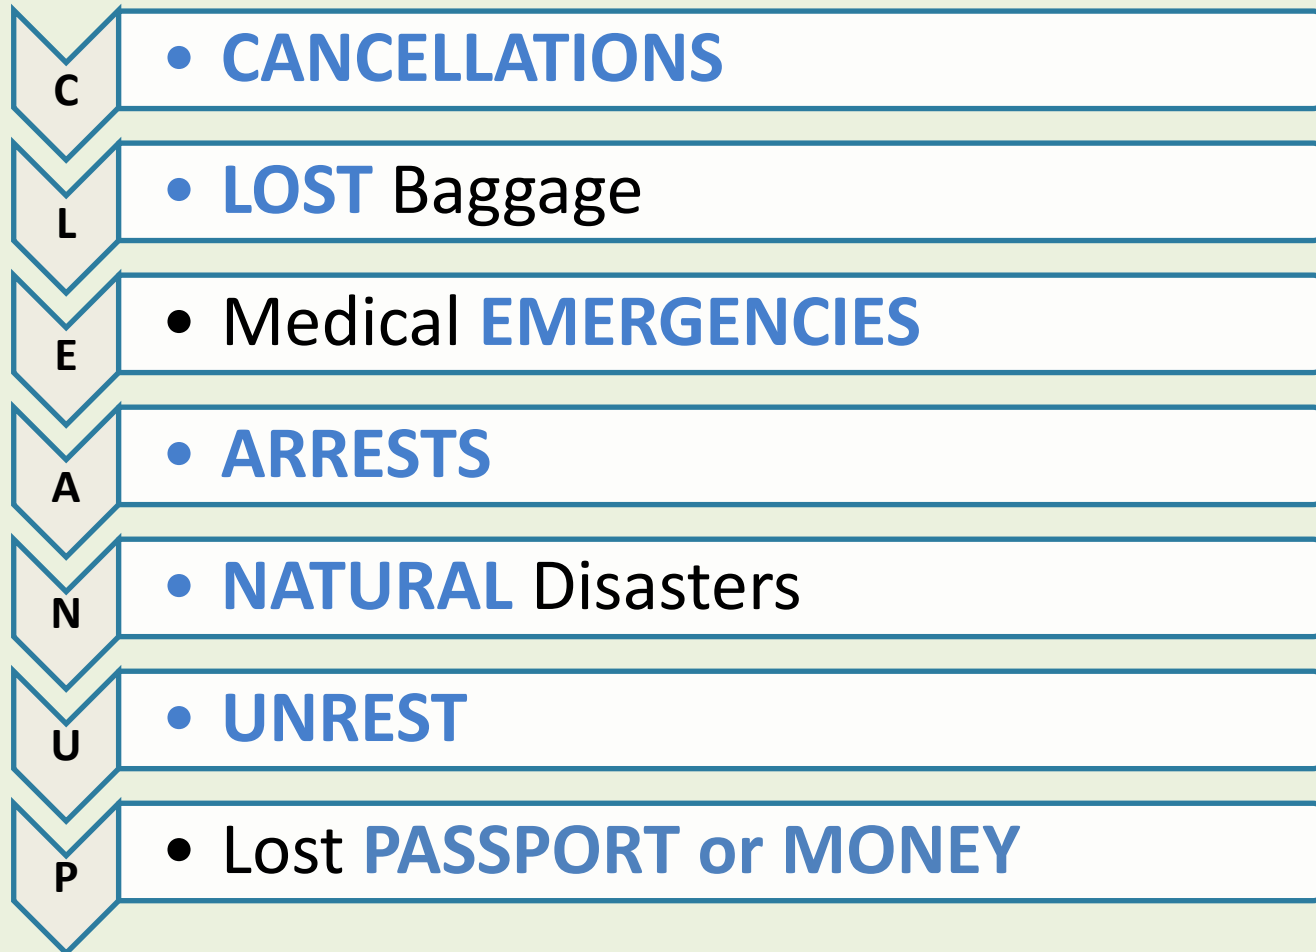 C
• CANCELLATIONS
L
• LOST Baggage
E
• Medical EMERGENCIES
A
• ARRESTS
N
• NATURAL Disasters
U
• UNREST
P
• Lost PASSPORT or MONEY